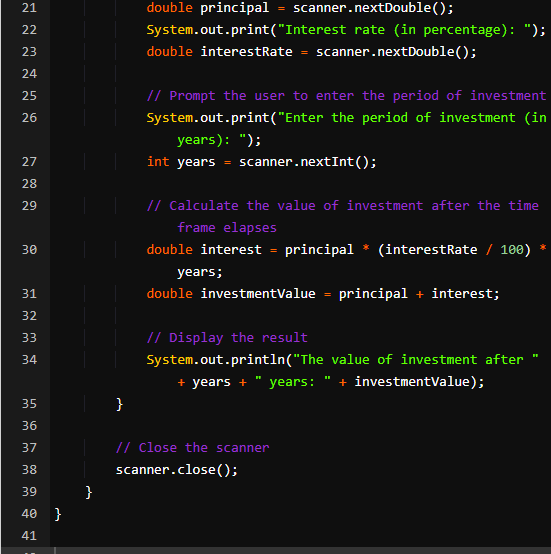 21 double principal = scanner.nextDouble();
22 System.out.print("Interest rate (in percentage): ");
23 double interestRate = scanner.nextDouble();
24
25 // Prompt the user to enter the period of investment
26 System.out.print("Enter the period of investment (in
years): ");
27 int years = scanner.nextInt();
28
29 // Calculate the value of investment after the time
frame elapses
30 double interest = principal * (interestRate / 100) *
years;
31 double investmentValue = principal + interest;
32
33 // Display the result
34 System.out.println("The value of investment after "
+ years + " years: " + investmentValue);
35 }
36
37 // Close the scanner
38 scanner.close();
39 }
40 }
41